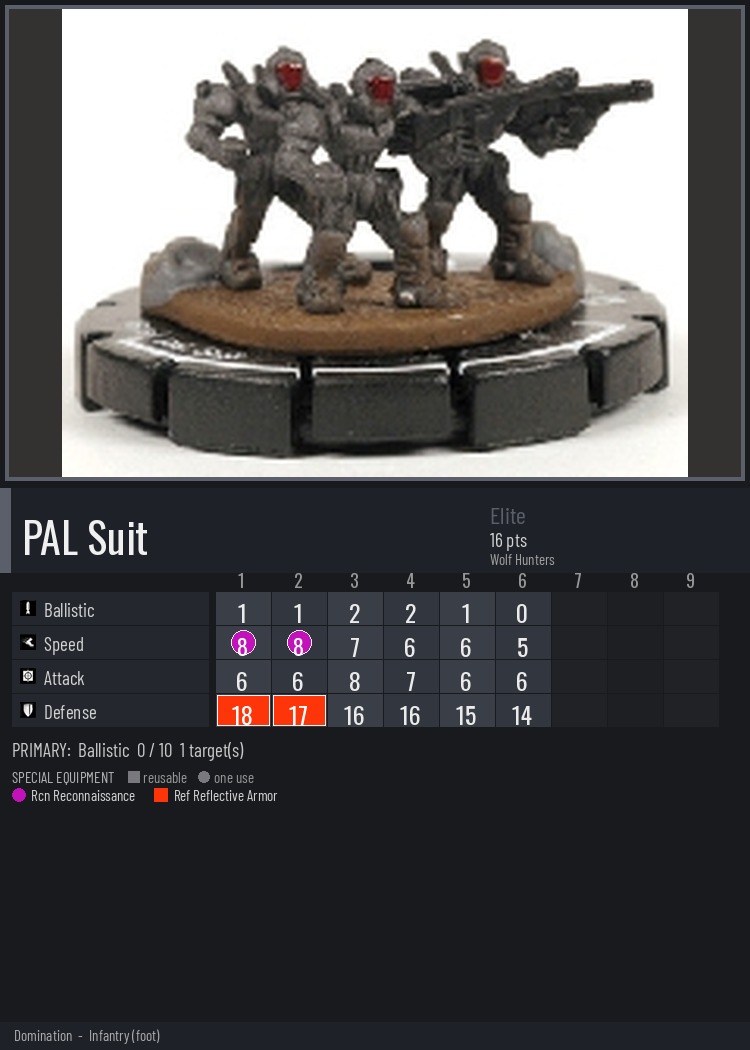 PAL Suit
Elite
16 pts
Wolf Hunters
1 2 3 4 5 6 7 8 9
Ballistic 1 1 2 2 1 0
Speed 8 8 7 6 6 5
Attack 6 6 8 7 6 6
Defense 18 17 16 16 15 14
PRIMARY: Ballistic 0 / 10 1 target(s)
SPECIAL EQUIPMENT reusable one use
Rcn Reconnaissance Ref Reflective Armor
Domination - Infantry (foot)